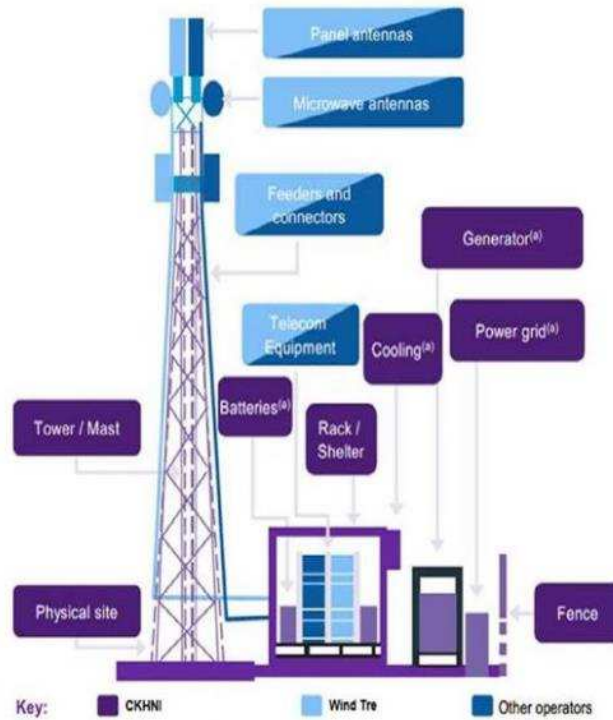 Panel antennas
Microwave antennas
Feeders and
connectors
Generator(a)
Telecom
Equipment
Cooling(a)
Power grid(a)
Batteries(a)
Tower / Mast
Rack /
Shelter
Physical site
Fence
Key:
CKHNI
Wind Tre
Other operators